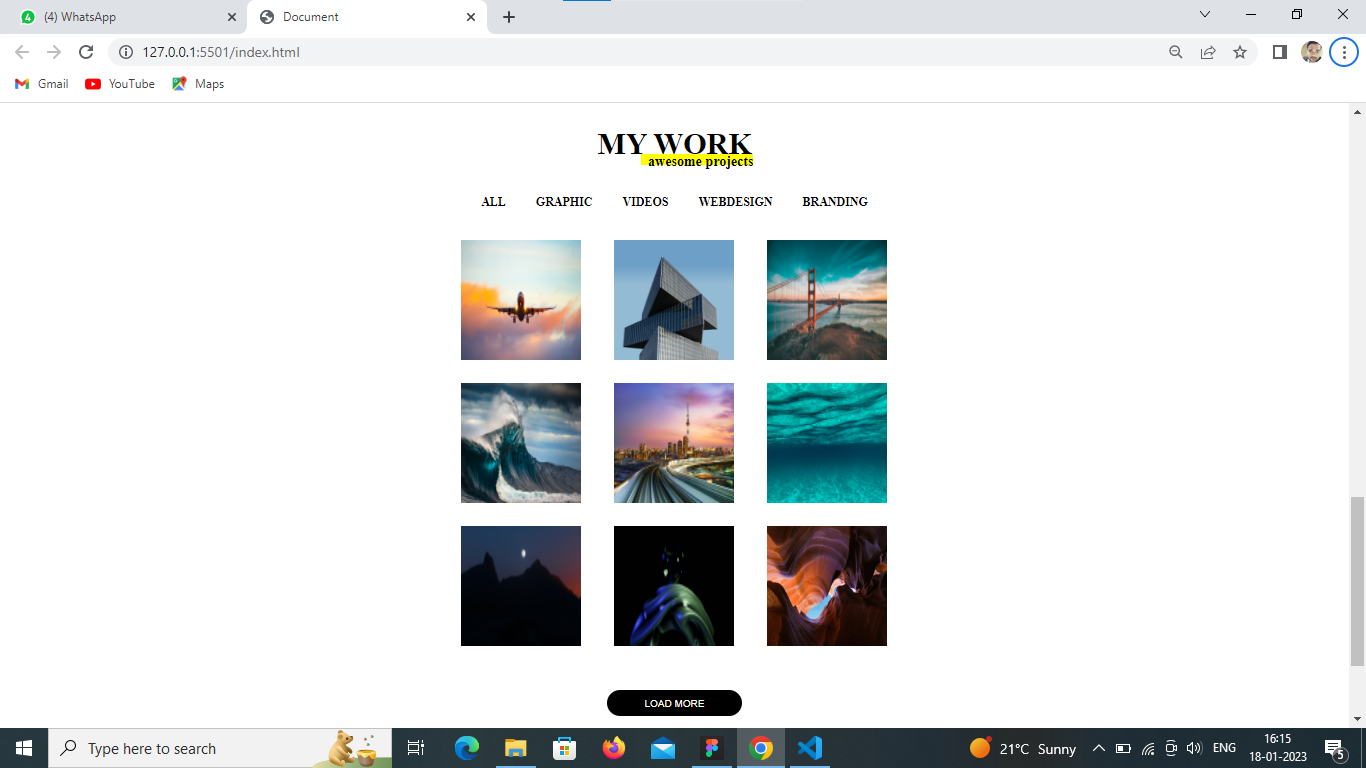 (4) WhatsApp
Document
127.0.0.1:5501/index.html
Gmail
YouTube
Maps
MY WORK
awesome projects
ALL GRAPHIC VIDEOS WEBDESIGN BRANDING
LOAD MORE
Type here to search
21°C Sunny
ENG
16:15
18-01-2023
5